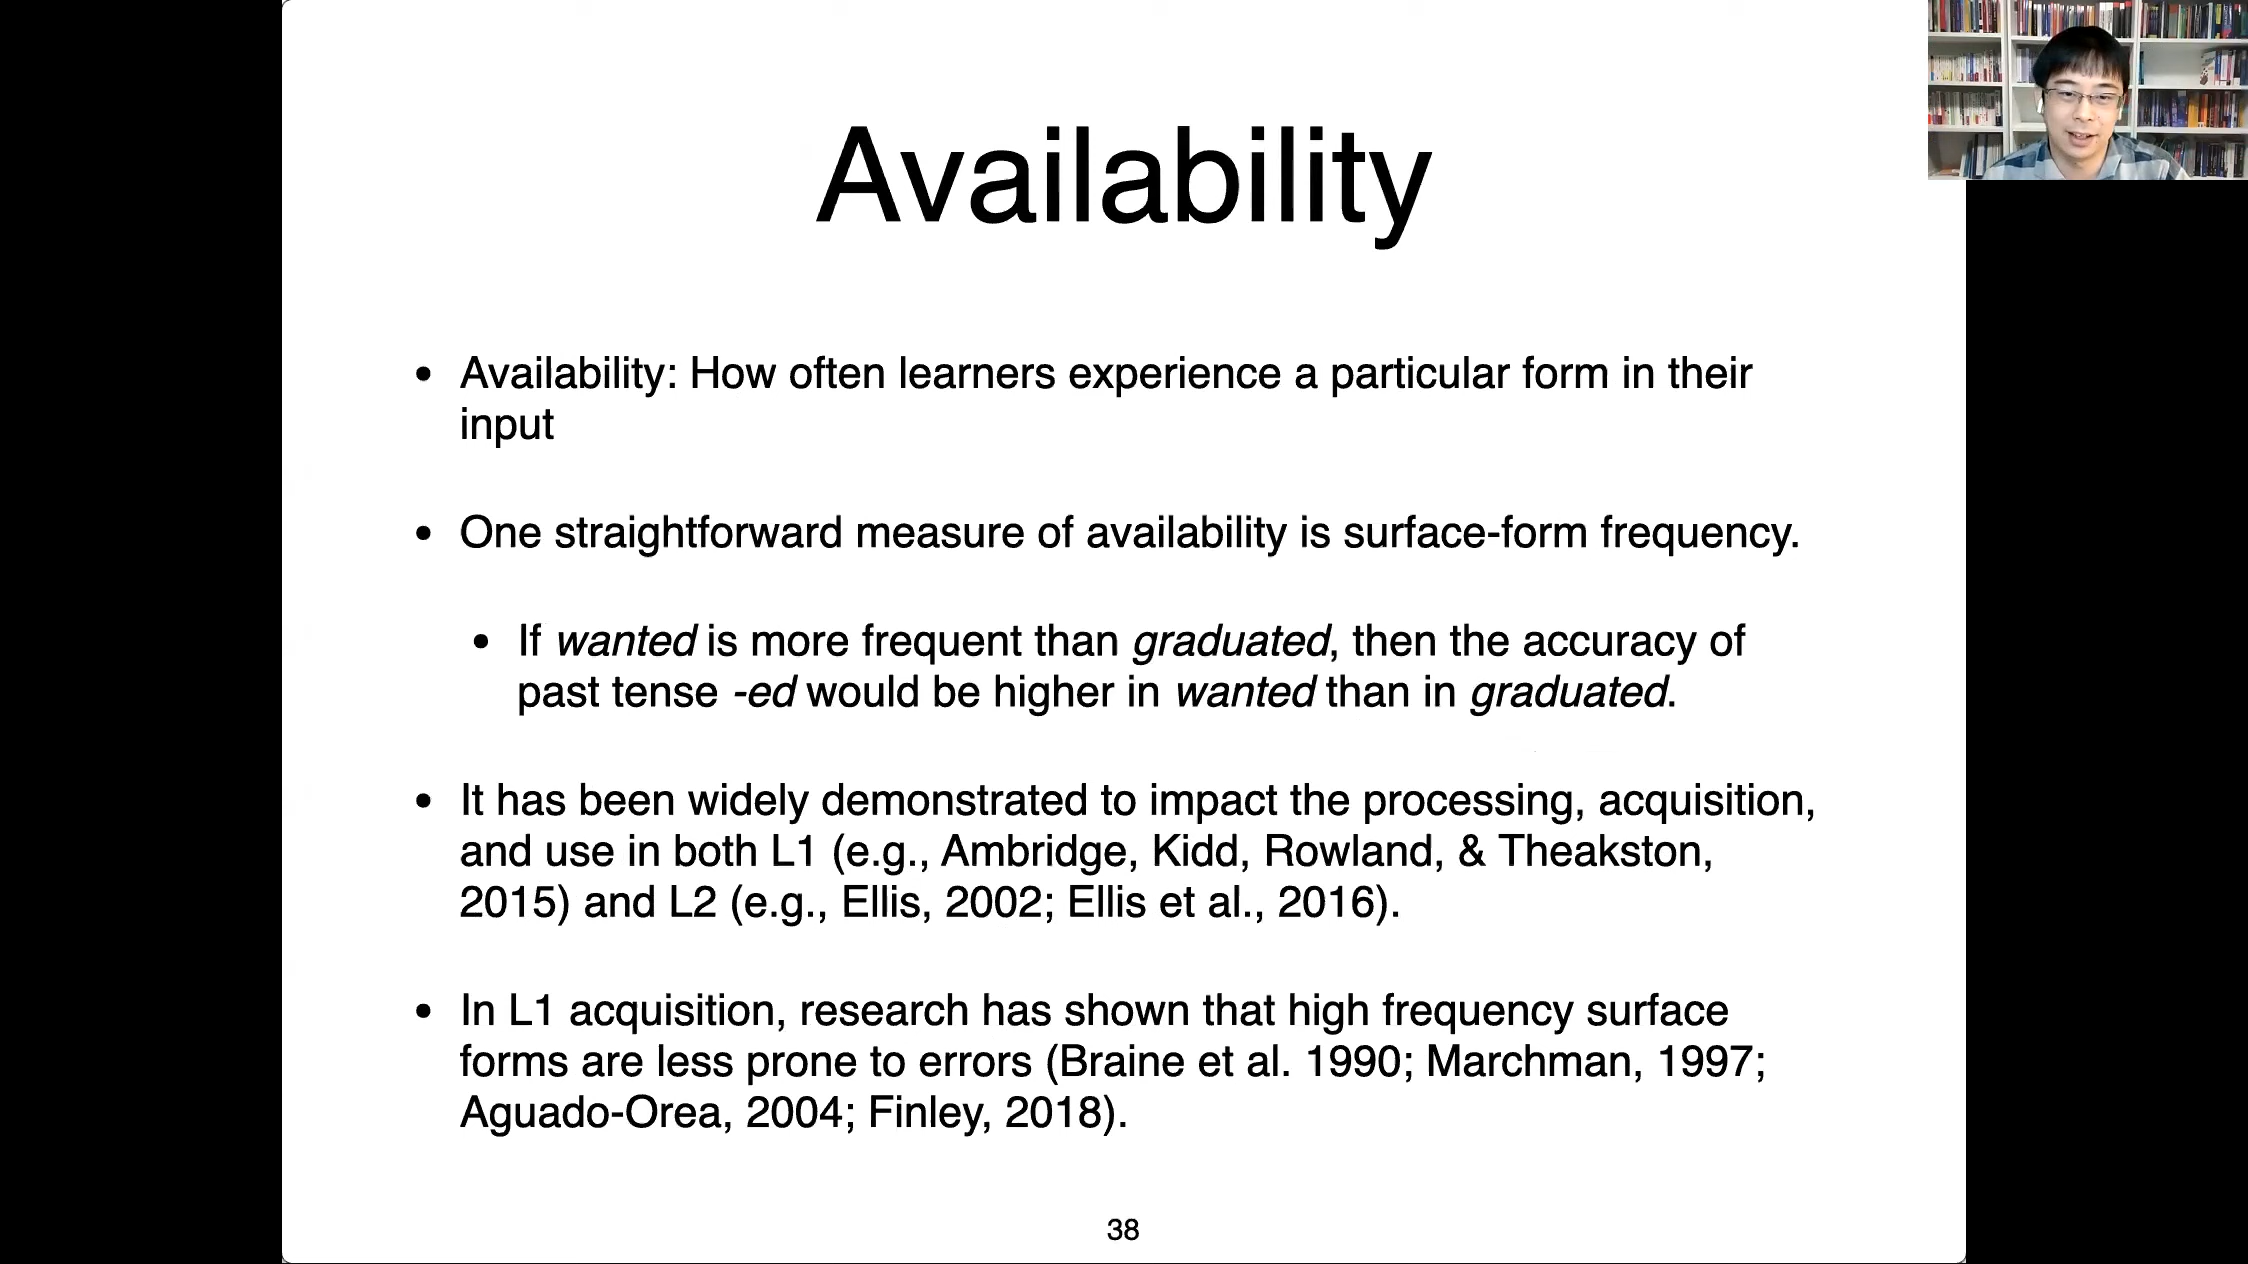 Availability
• Availability: How often learners experience a particular form in their
input
• One straightforward measure of availability is surface-form frequency.
• If wanted is more frequent than graduated, then the accuracy of
past tense -ed would be higher in wanted than in graduated.
• It has been widely demonstrated to impact the processing, acquisition,
and use in both L1 (e.g., Ambridge, Kidd, Rowland, & Theakston,
2015) and L2 (e.g., Ellis, 2002; Ellis et al., 2016).
• In L1 acquisition, research has shown that high frequency surface
forms are less prone to errors (Braine et al. 1990; Marchman, 1997;
Aguado-Orea, 2004; Finley, 2018).
38